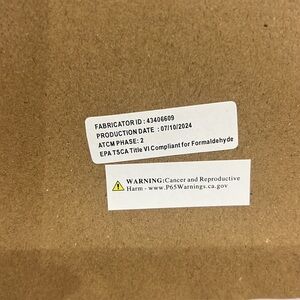 FABRICATOR ID : 43406609
PRODUCTION DATE : 07/10/2024
ATCM PHASE: 2
EPA TSCA Title VI Compliant for Formaldehyde
WARNING: Cancer and Reproductive
Harm - www.P65Warnings.ca.gov